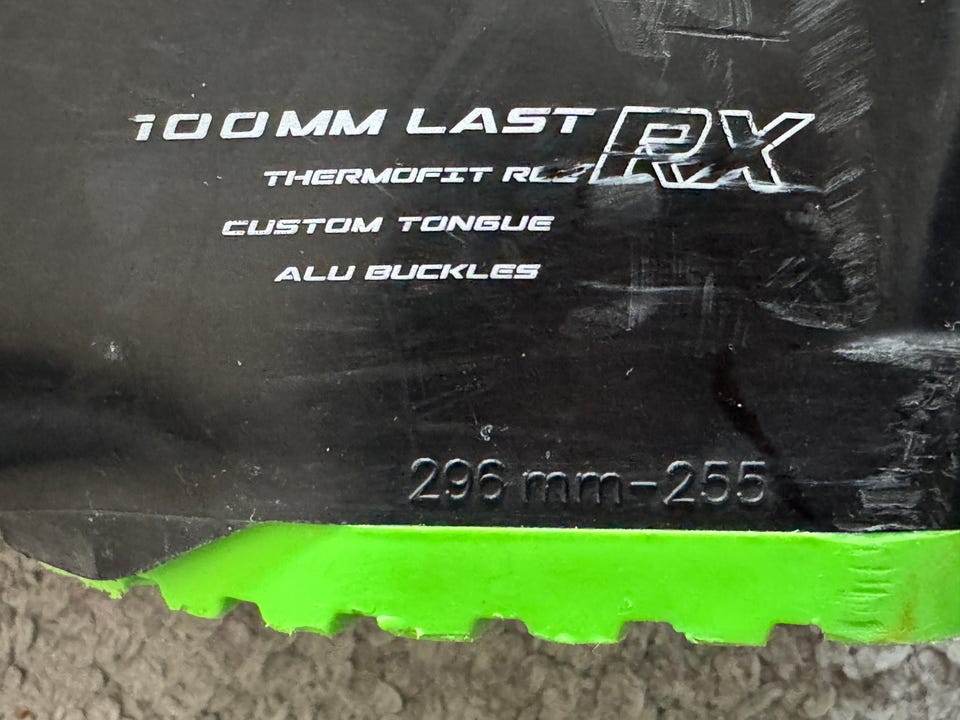 100MM LAST RX
THERMOFIT
CUSTOM TONGUE
ALU BUCKLES
296 mm-255